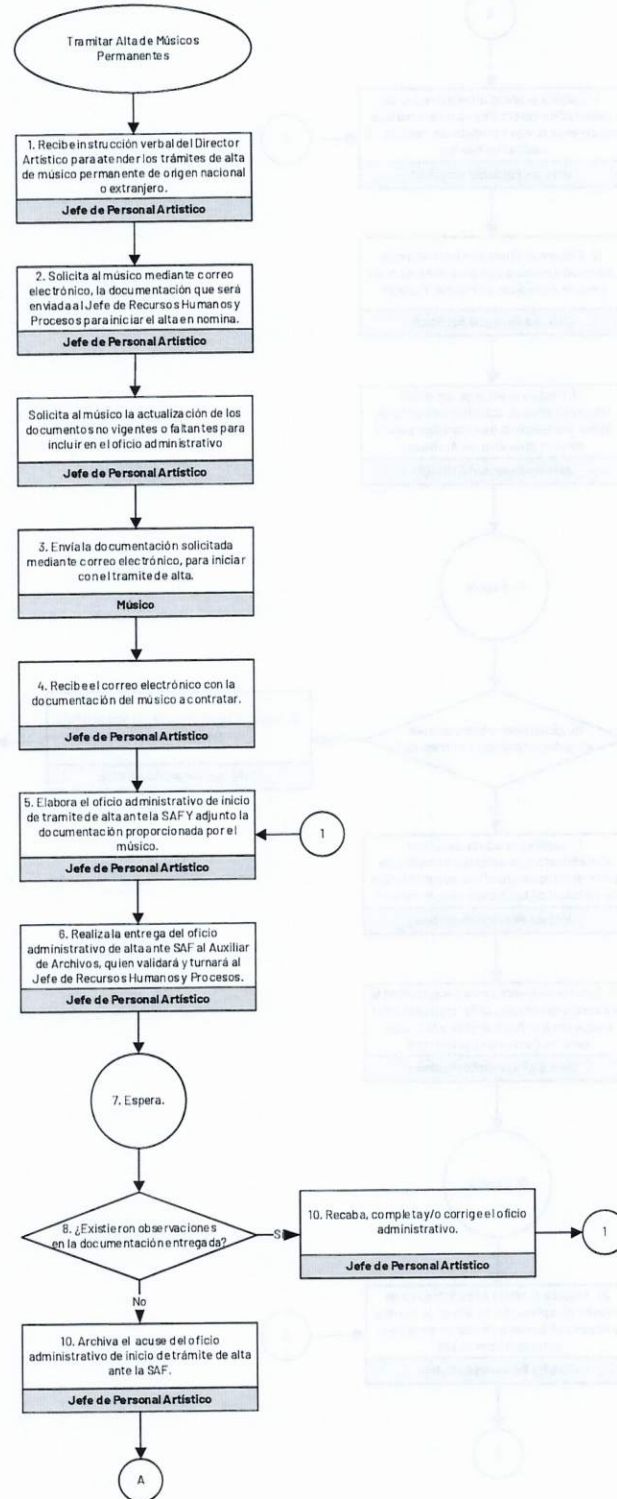 Tramitar Alta de Músicos
Permanentes
1. Recibe instrucción verbal del Director
Artístico para atender los trámites de alta
de músico permanente de origen nacional
o extranjero.
Jefe de Personal Artístico
2. Solicita al músico mediante correo
electrónico, la documentación que será
enviada al Jefe de Recursos Humanos y
Procesos para iniciar el alta en nomina.
Jefe de Personal Artístico
Solicita al músico la actualización de los
documentos no vigentes o faltantes para
incluir en el oficio administrativo
Jefe de Personal Artístico
3. Envía la documentación solicitada
mediante correo electrónico, para iniciar
con el tramite de alta.
Músico
4. Recibe el correo electrónico con la
documentación del músico a contratar.
Jefe de Personal Artístico
5. Elabora el oficio administrativo de inicio
de tramite de alta ante la SAF Y adjunto la
documentación proporcionada por el
músico.
Jefe de Personal Artístico
1
6. Realiza la entrega del oficio
administrativo de alta ante SAF al Auxiliar
de Archivos, quien validará y turnará al
Jefe de Recursos Humanos y Procesos.
Jefe de Personal Artístico
7. Espera.
8. ¿Existieron observaciones
en la documentación entregada?
Sí
10. Recaba, completa y/o corrige el oficio
administrativo.
Jefe de Personal Artístico
1
No
10. Archiva el acuse del oficio
administrativo de inicio de trámite de alta
ante la SAF.
Jefe de Personal Artístico
A